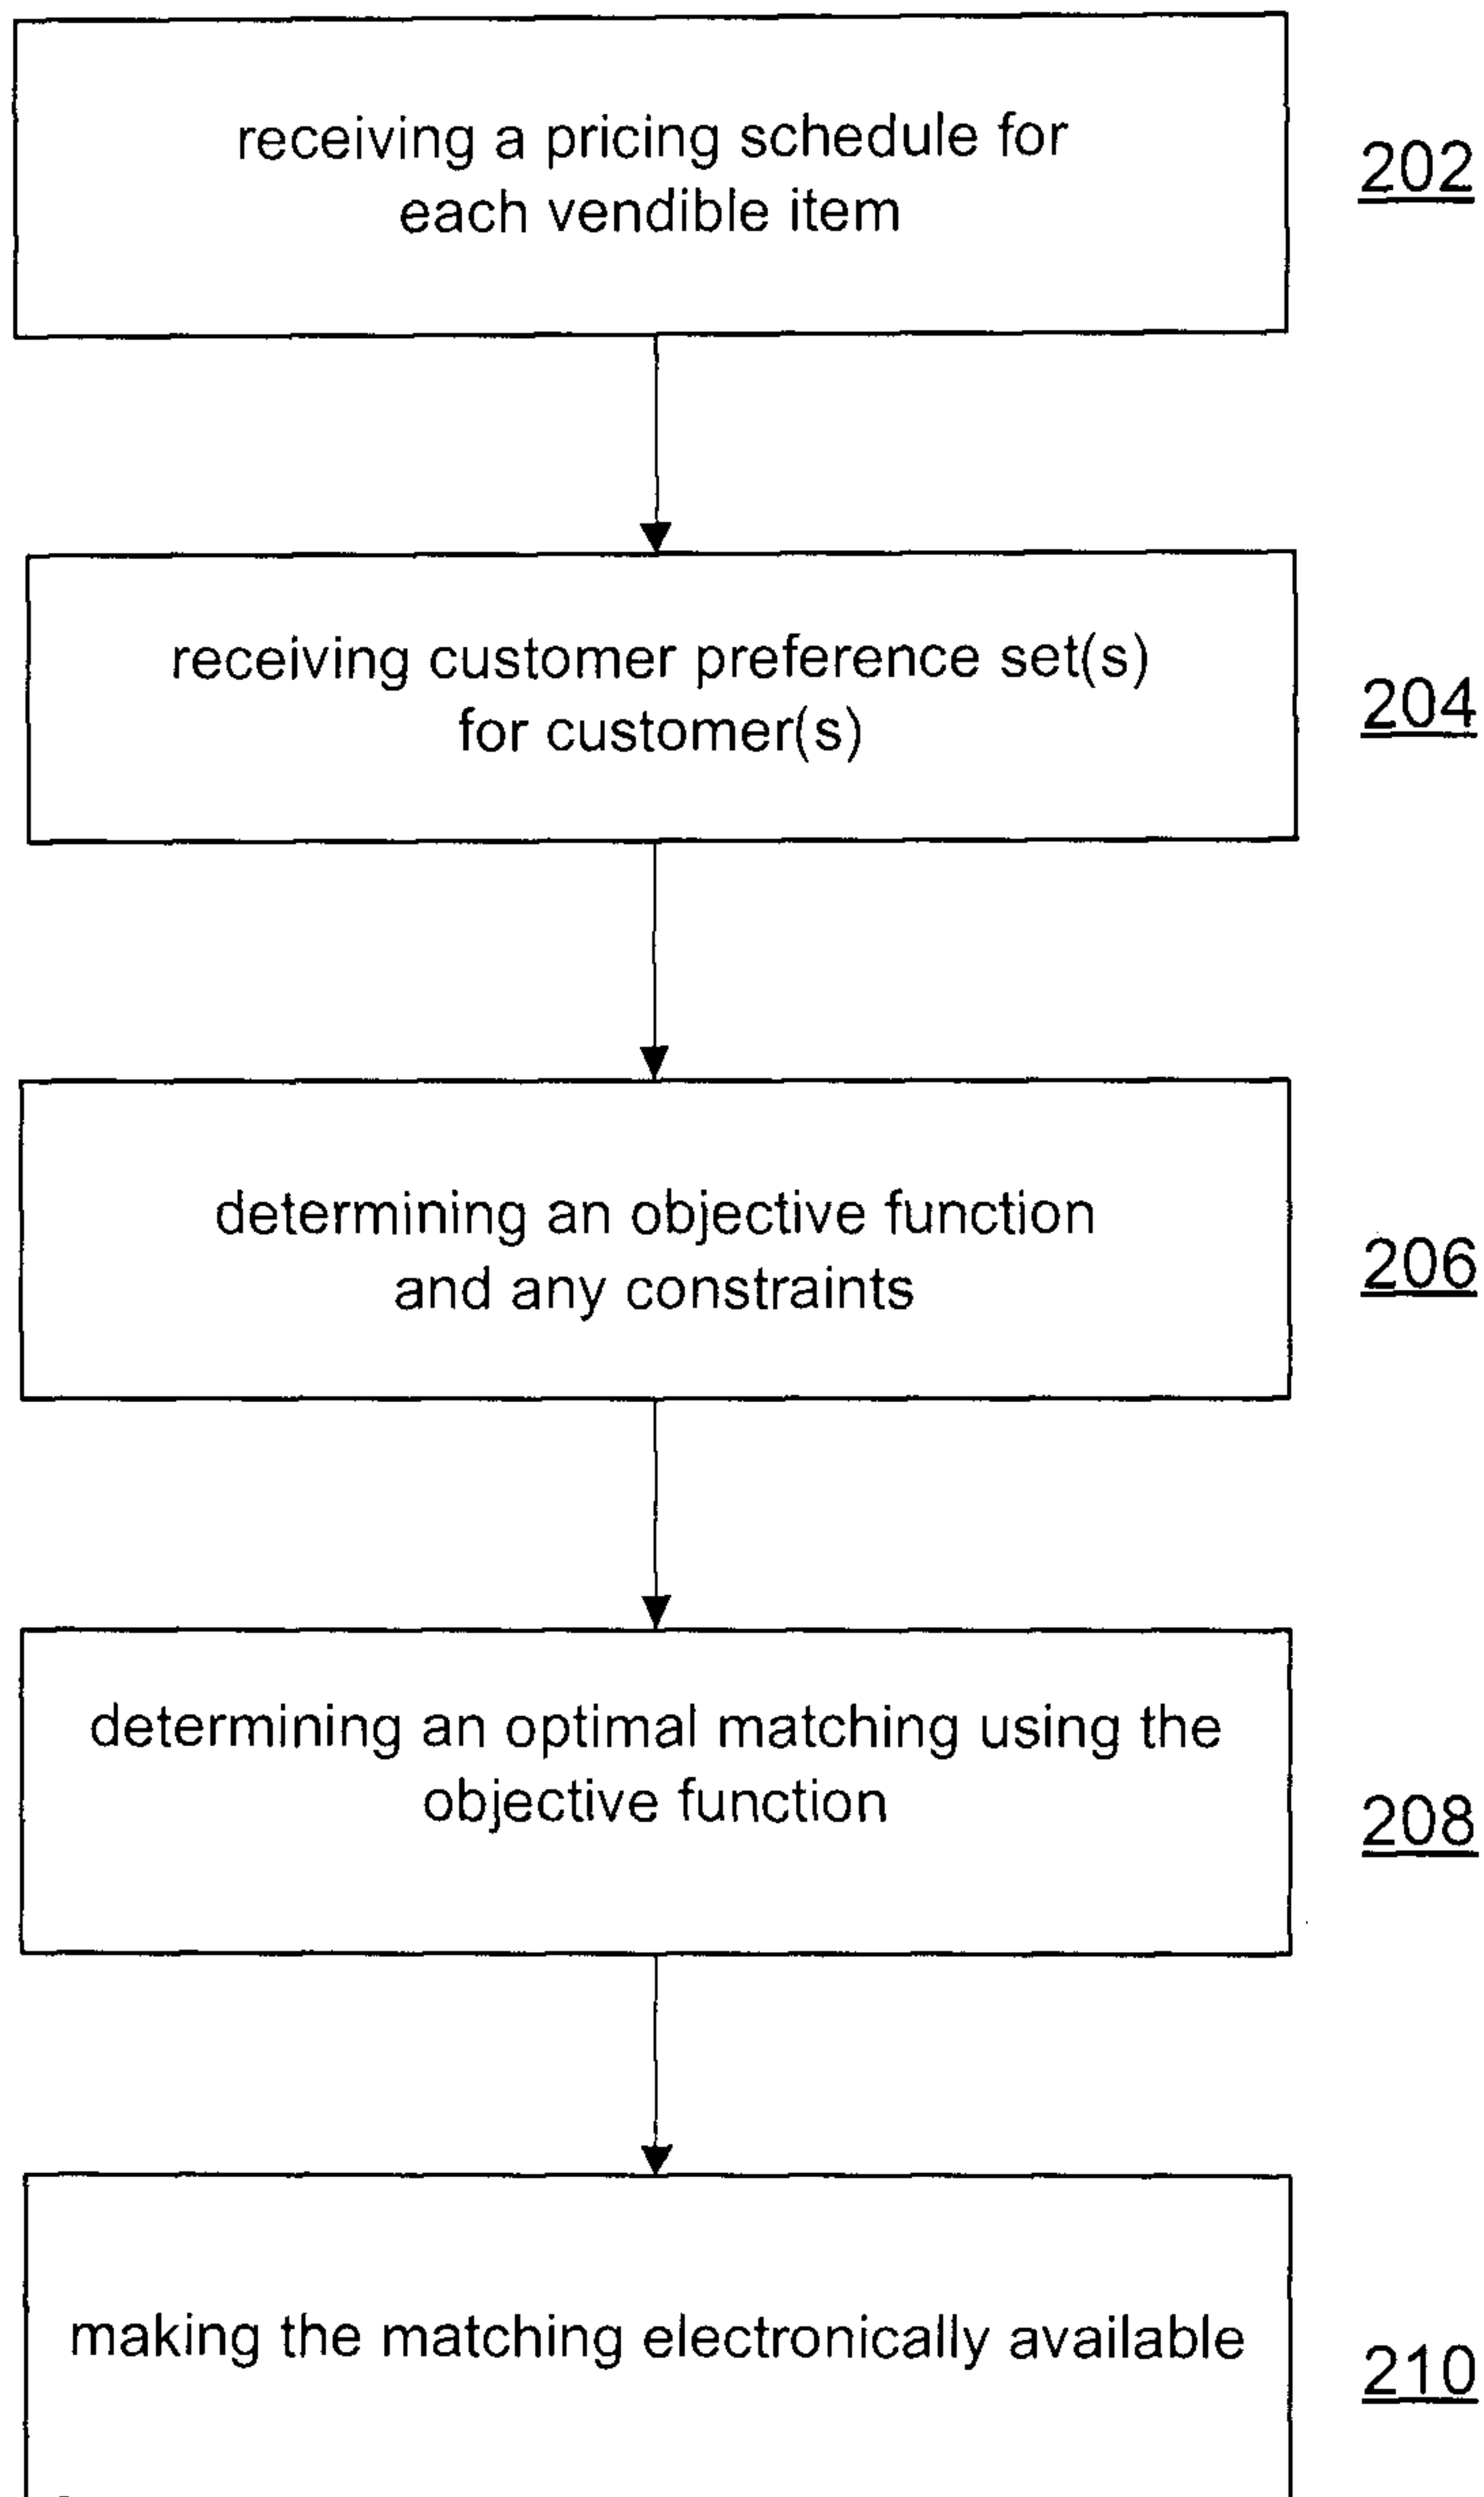 receiving a pricing schedule for
each vendible item
202
receiving customer preference set(s)
for customer(s)
204
determining an objective function
and any constraints
206
determining an optimal matching using the
objective function
208
making the matching electronically available
210